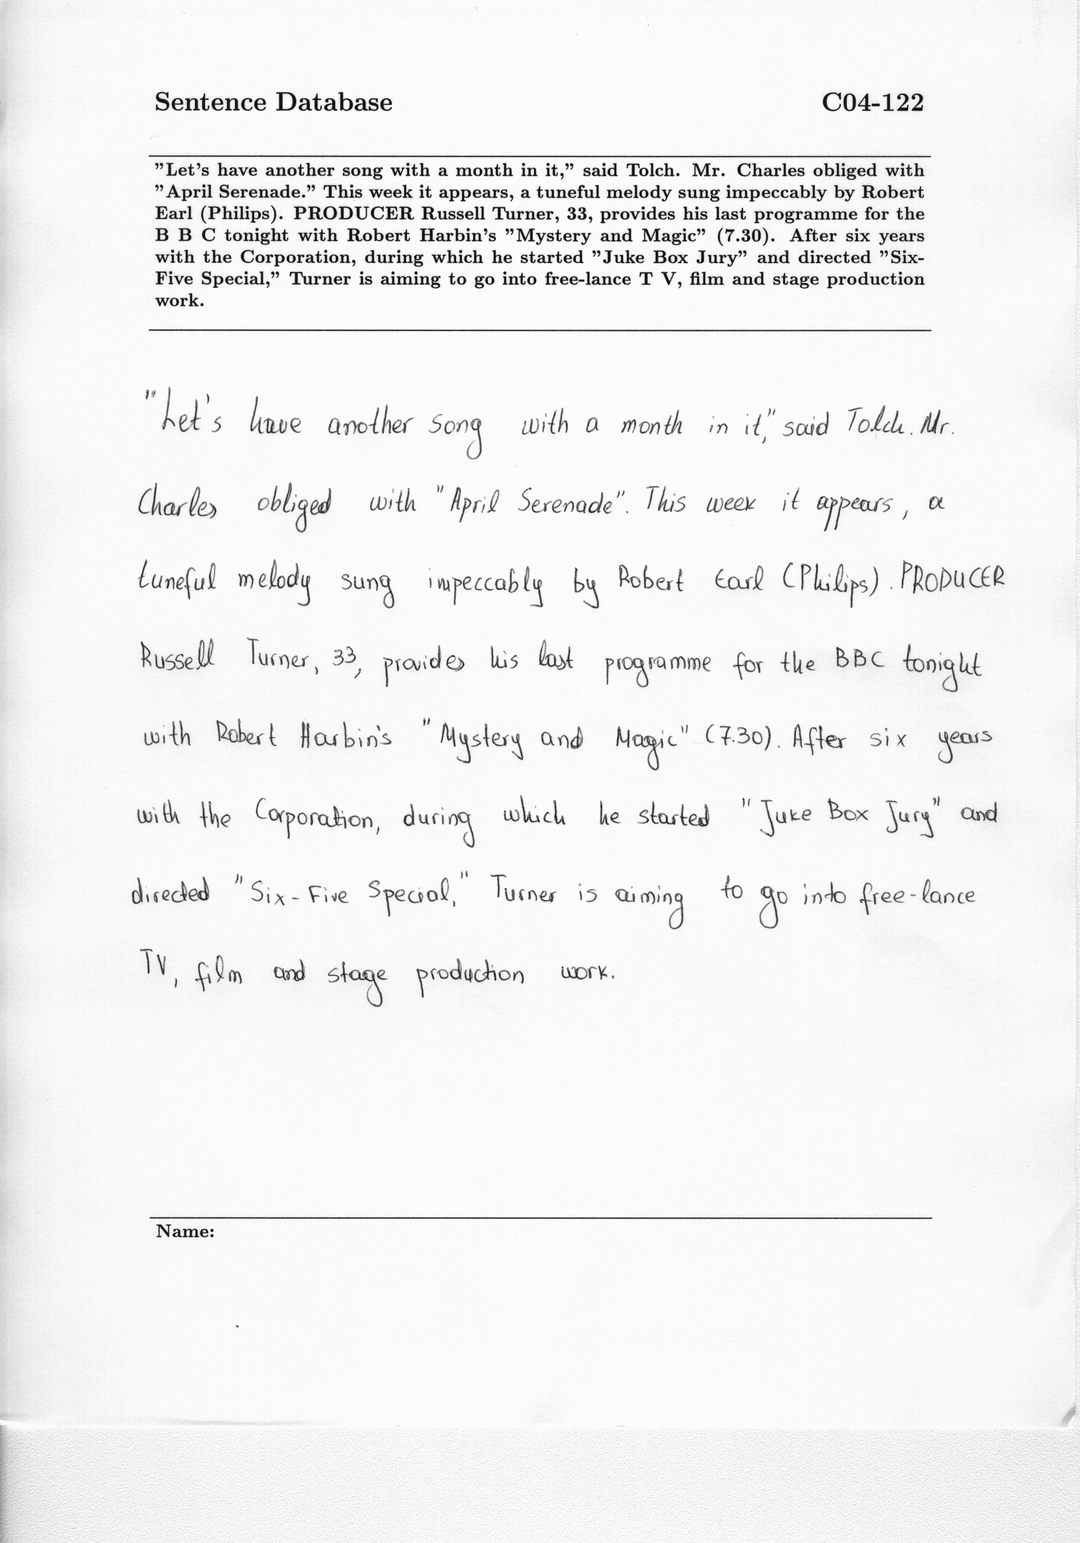 Sentence Database C04-122
"Let's have another song with a month in it," said Tolch. Mr. Charles obliged with
"April Serenade." This week it appears, a tuneful melody sung impeccably by Robert
Earl (Philips). PRODUCER Russell Turner, 33, provides his last programme for the
B B C tonight with Robert Harbin's "Mystery and Magic" (7.30). After six years
with the Corporation, during which he started "Juke Box Jury" and directed "Six-
Five Special," Turner is aiming to go into free-lance T V, film and stage production
work.
"Let's have another song with a month in it," said Tolch. Mr.
Charles obliged with "April Serenade". This week it appears, a
tuneful melody sung impeccably by Robert Earl (Philips). PRODUCER
Russell Turner, 33, provides his last programme for the BBC tonight
with Robert Harbin's "Mystery and Magic" (7.30). After six years
with the Corporation, during which he started "Juke Box Jury" and
directed "Six-Five Special," Turner is aiming to go into free-lance
TV, film and stage production work.
Name: